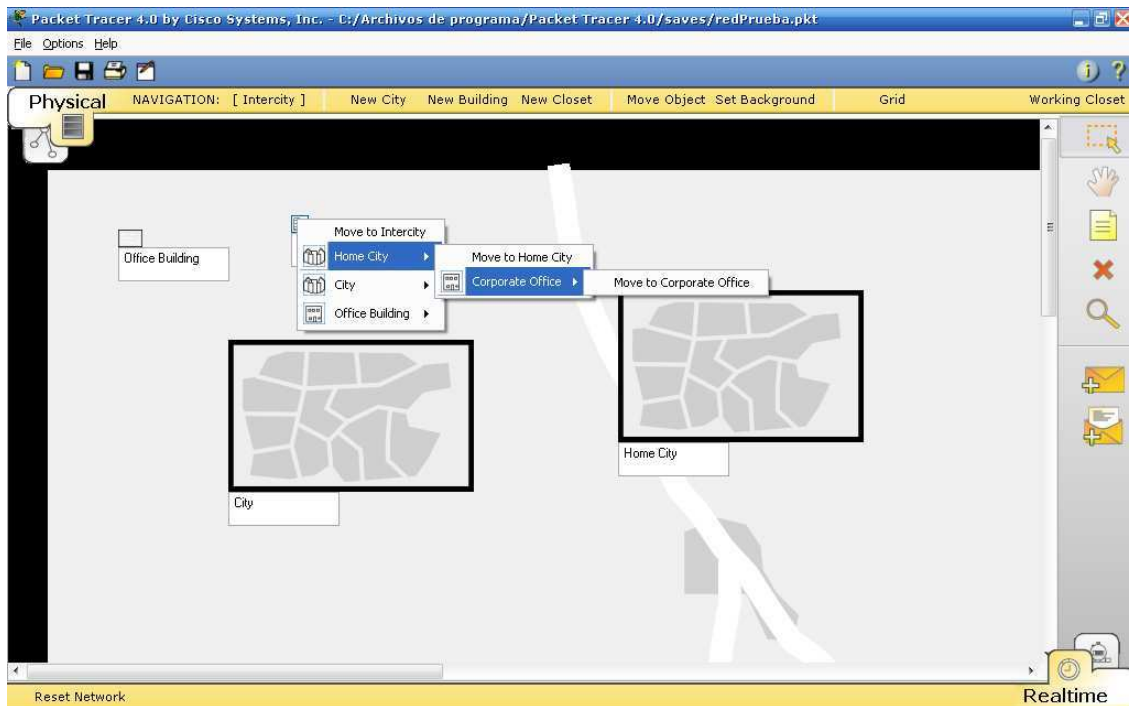 Packet Tracer 4.0 by Cisco Systems, Inc. - C:/Archivos de programa/Packet Tracer 4.0/saves/redPrueba.pkt
File Options Help
Physical NAVIGATION: [ Intercity ] New City New Building New Closet Move Object Set Background Grid Working Closet
Move to Intercity
Office Building
Home City
Move to Home City
City
Corporate Office
Move to Corporate Office
Office Building
Home City
City
Reset Network
Realtime